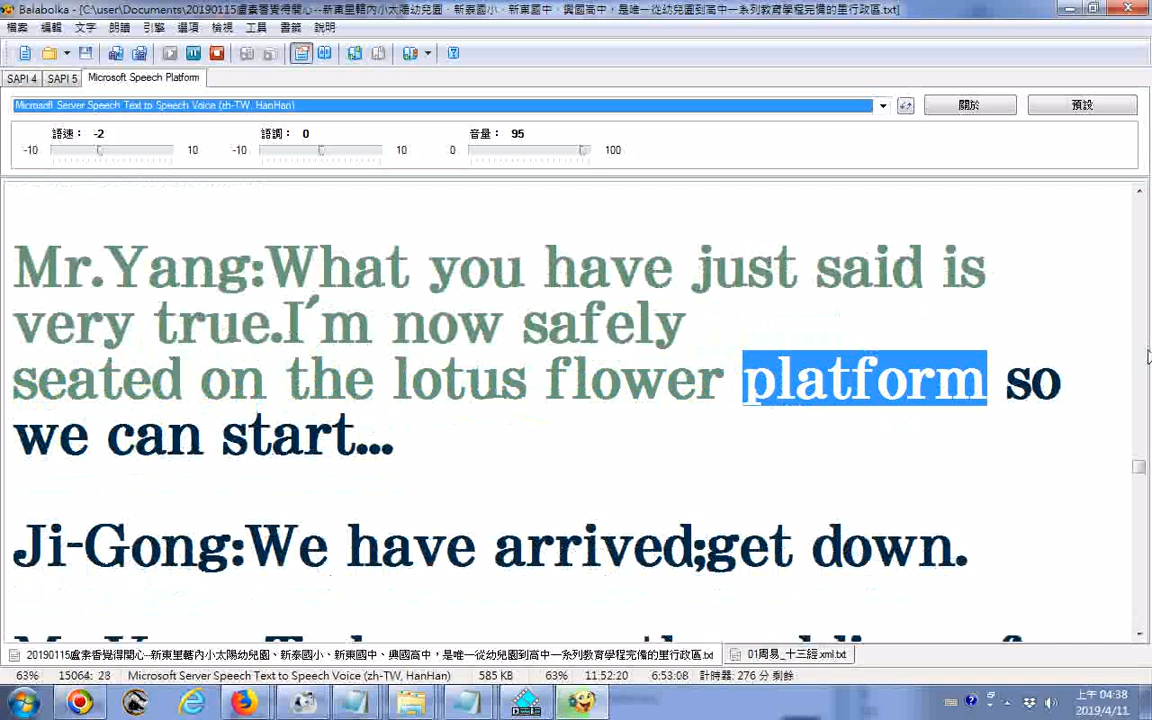 Balabolka - [C:\user\Documents\20190115盧素香覺得開心--新東里轄內小太陽幼兒園、新泰國小、新東國中、興國高中，是唯一從幼兒園到高中一系列教育學程完備的里行政區.txt]
檔案 編輯 文字 朗讀 引擎 選項 檢視 工具 書籤 說明
SAPI 4 SAPI 5 Microsoft Speech Platform
Microsoft Server Speech Text to Speech Voice (zh-TW, HanHan) 關於 預設
語速： -2 語調： 0 音量： 95
-10 10 -10 10 0 100
Mr.Yang:What you have just said is
very true.I'm now safely
seated on the lotus flower platform so
we can start...
Ji-Gong:We have arrived;get down.
20190115盧素香覺得開心--新東里轄內小太陽幼兒園、新泰國小、新東國中、興國高中，是唯一從幼兒園到高中一系列教育學程完備的里行政區.txt 01周易_十三經.xml.txt
63% 15064: 23 Microsoft Server Speech Text to Speech Voice (zh-TW, HanHan) 585 KB 63% 11:52:20 6:53:08 計時器: 276 分 剩餘
上午 04:38
2019/4/11